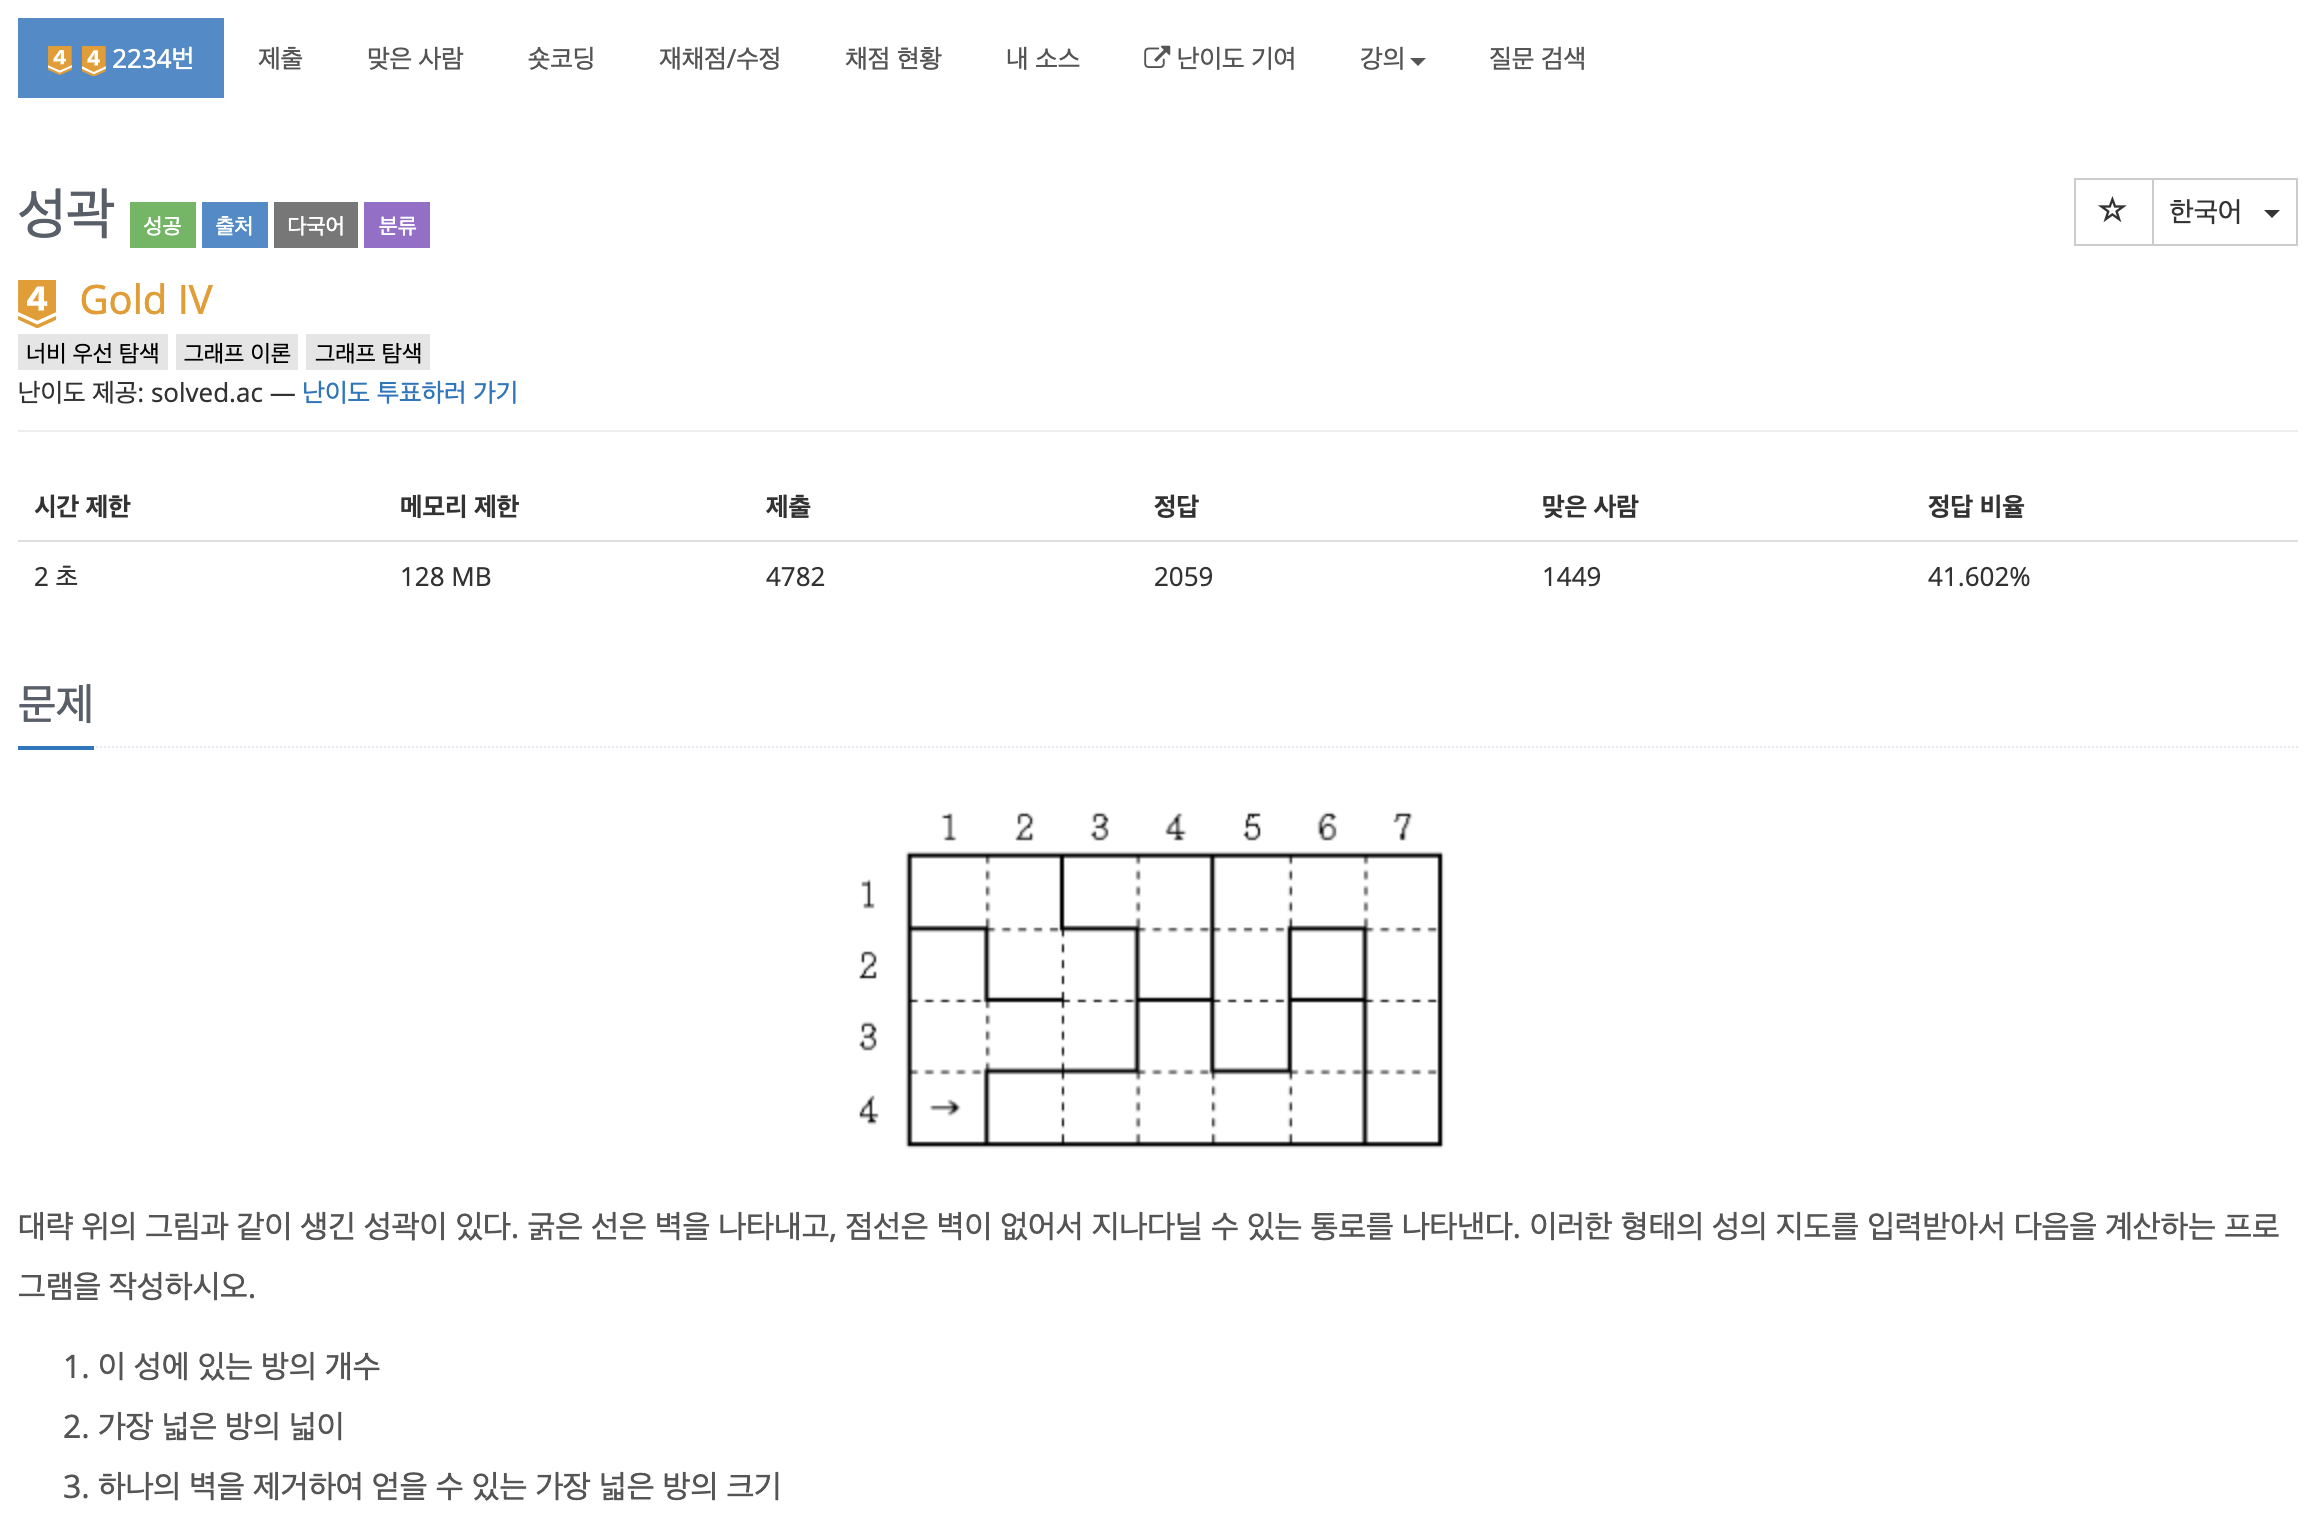 4 4 2234번 제출 맞은 사람 숏코딩 재채점/수정 채점 현황 내 소스 난이도 기여 강의 질문 검색
성곽 성공 출처 다국어 분류 ☆ 한국어
4 Gold IV
너비 우선 탐색 그래프 이론 그래프 탐색
난이도 제공: solved.ac — 난이도 투표하러 가기
시간 제한 메모리 제한 제출 정답 맞은 사람 정답 비율
2 초 128 MB 4782 2059 1449 41.602%
문제
1 2 3 4 5 6 7
1
2
3
4 →
대략 위의 그림과 같이 생긴 성곽이 있다. 굵은 선은 벽을 나타내고, 점선은 벽이 없어서 지나다닐 수 있는 통로를 나타낸다. 이러한 형태의 성의 지도를 입력받아서 다음을 계산하는 프로
그램을 작성하시오.
1. 이 성에 있는 방의 개수
2. 가장 넓은 방의 넓이
3. 하나의 벽을 제거하여 얻을 수 있는 가장 넓은 방의 크기